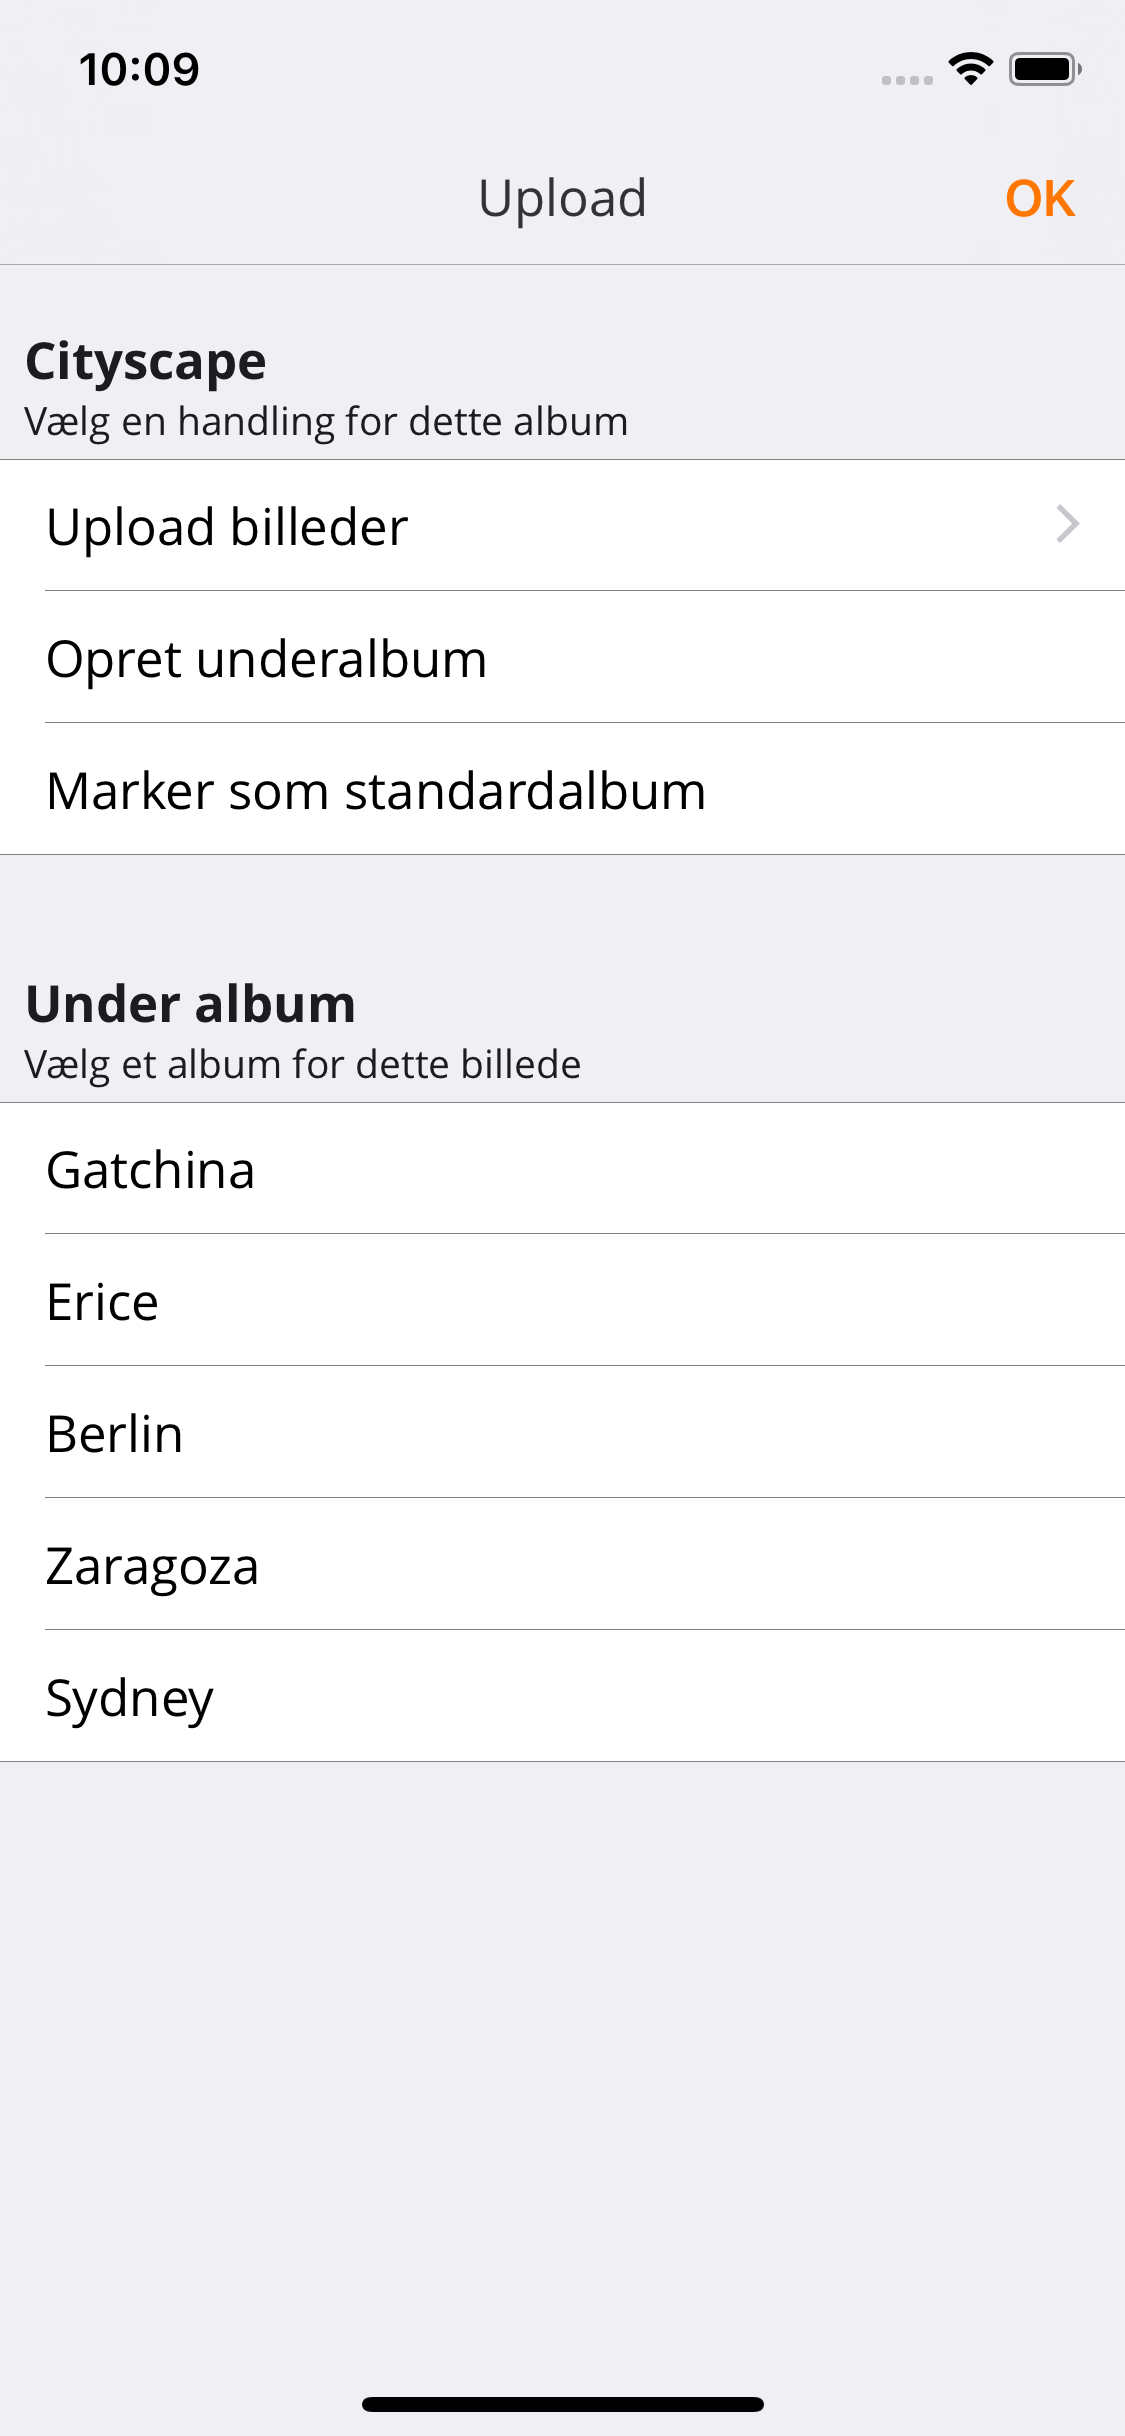 10:09
Upload
OK
Cityscape
Vælg en handling for dette album
Upload billeder
Opret underalbum
Marker som standardalbum
Under album
Vælg et album for dette billede
Gatchina
Erice
Berlin
Zaragoza
Sydney